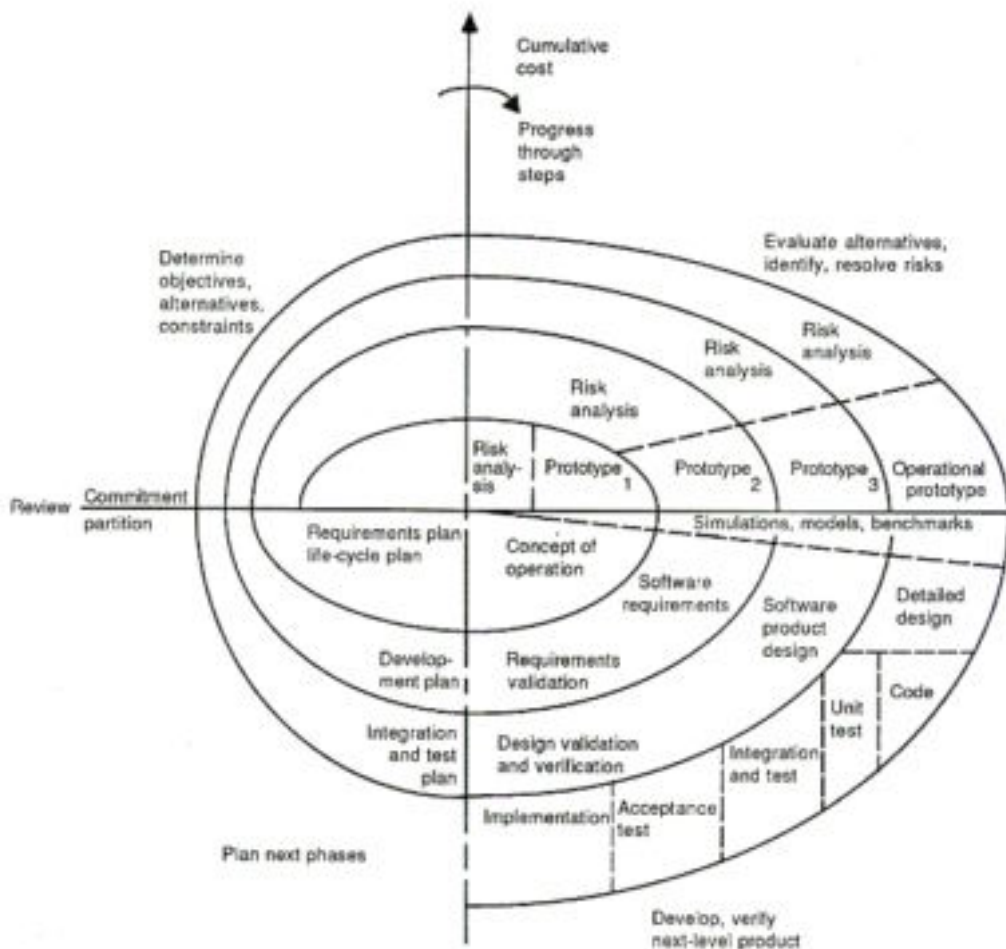 Cumulative
cost
Progress
through
steps
Determine
objectives,
alternatives,
constraints
Evaluate alternatives,
identify, resolve risks
Risk
analysis
Risk
analysis
Risk
analysis
Risk
analy-
sis
Prototype 1
Prototype 2
Prototype 3
Operational
prototype
Review
Commitment
partition
Requirements plan
life-cycle plan
Concept of
operation
Simulations, models, benchmarks
Software
requirements
Software
product
design
Detailed
design
Develop-
ment plan
Requirements
validation
Code
Unit
test
Integration
and test
plan
Design validation
and verification
Integration
and test
Implementation
Acceptance
test
Plan next phases
Develop, verify
next-level product